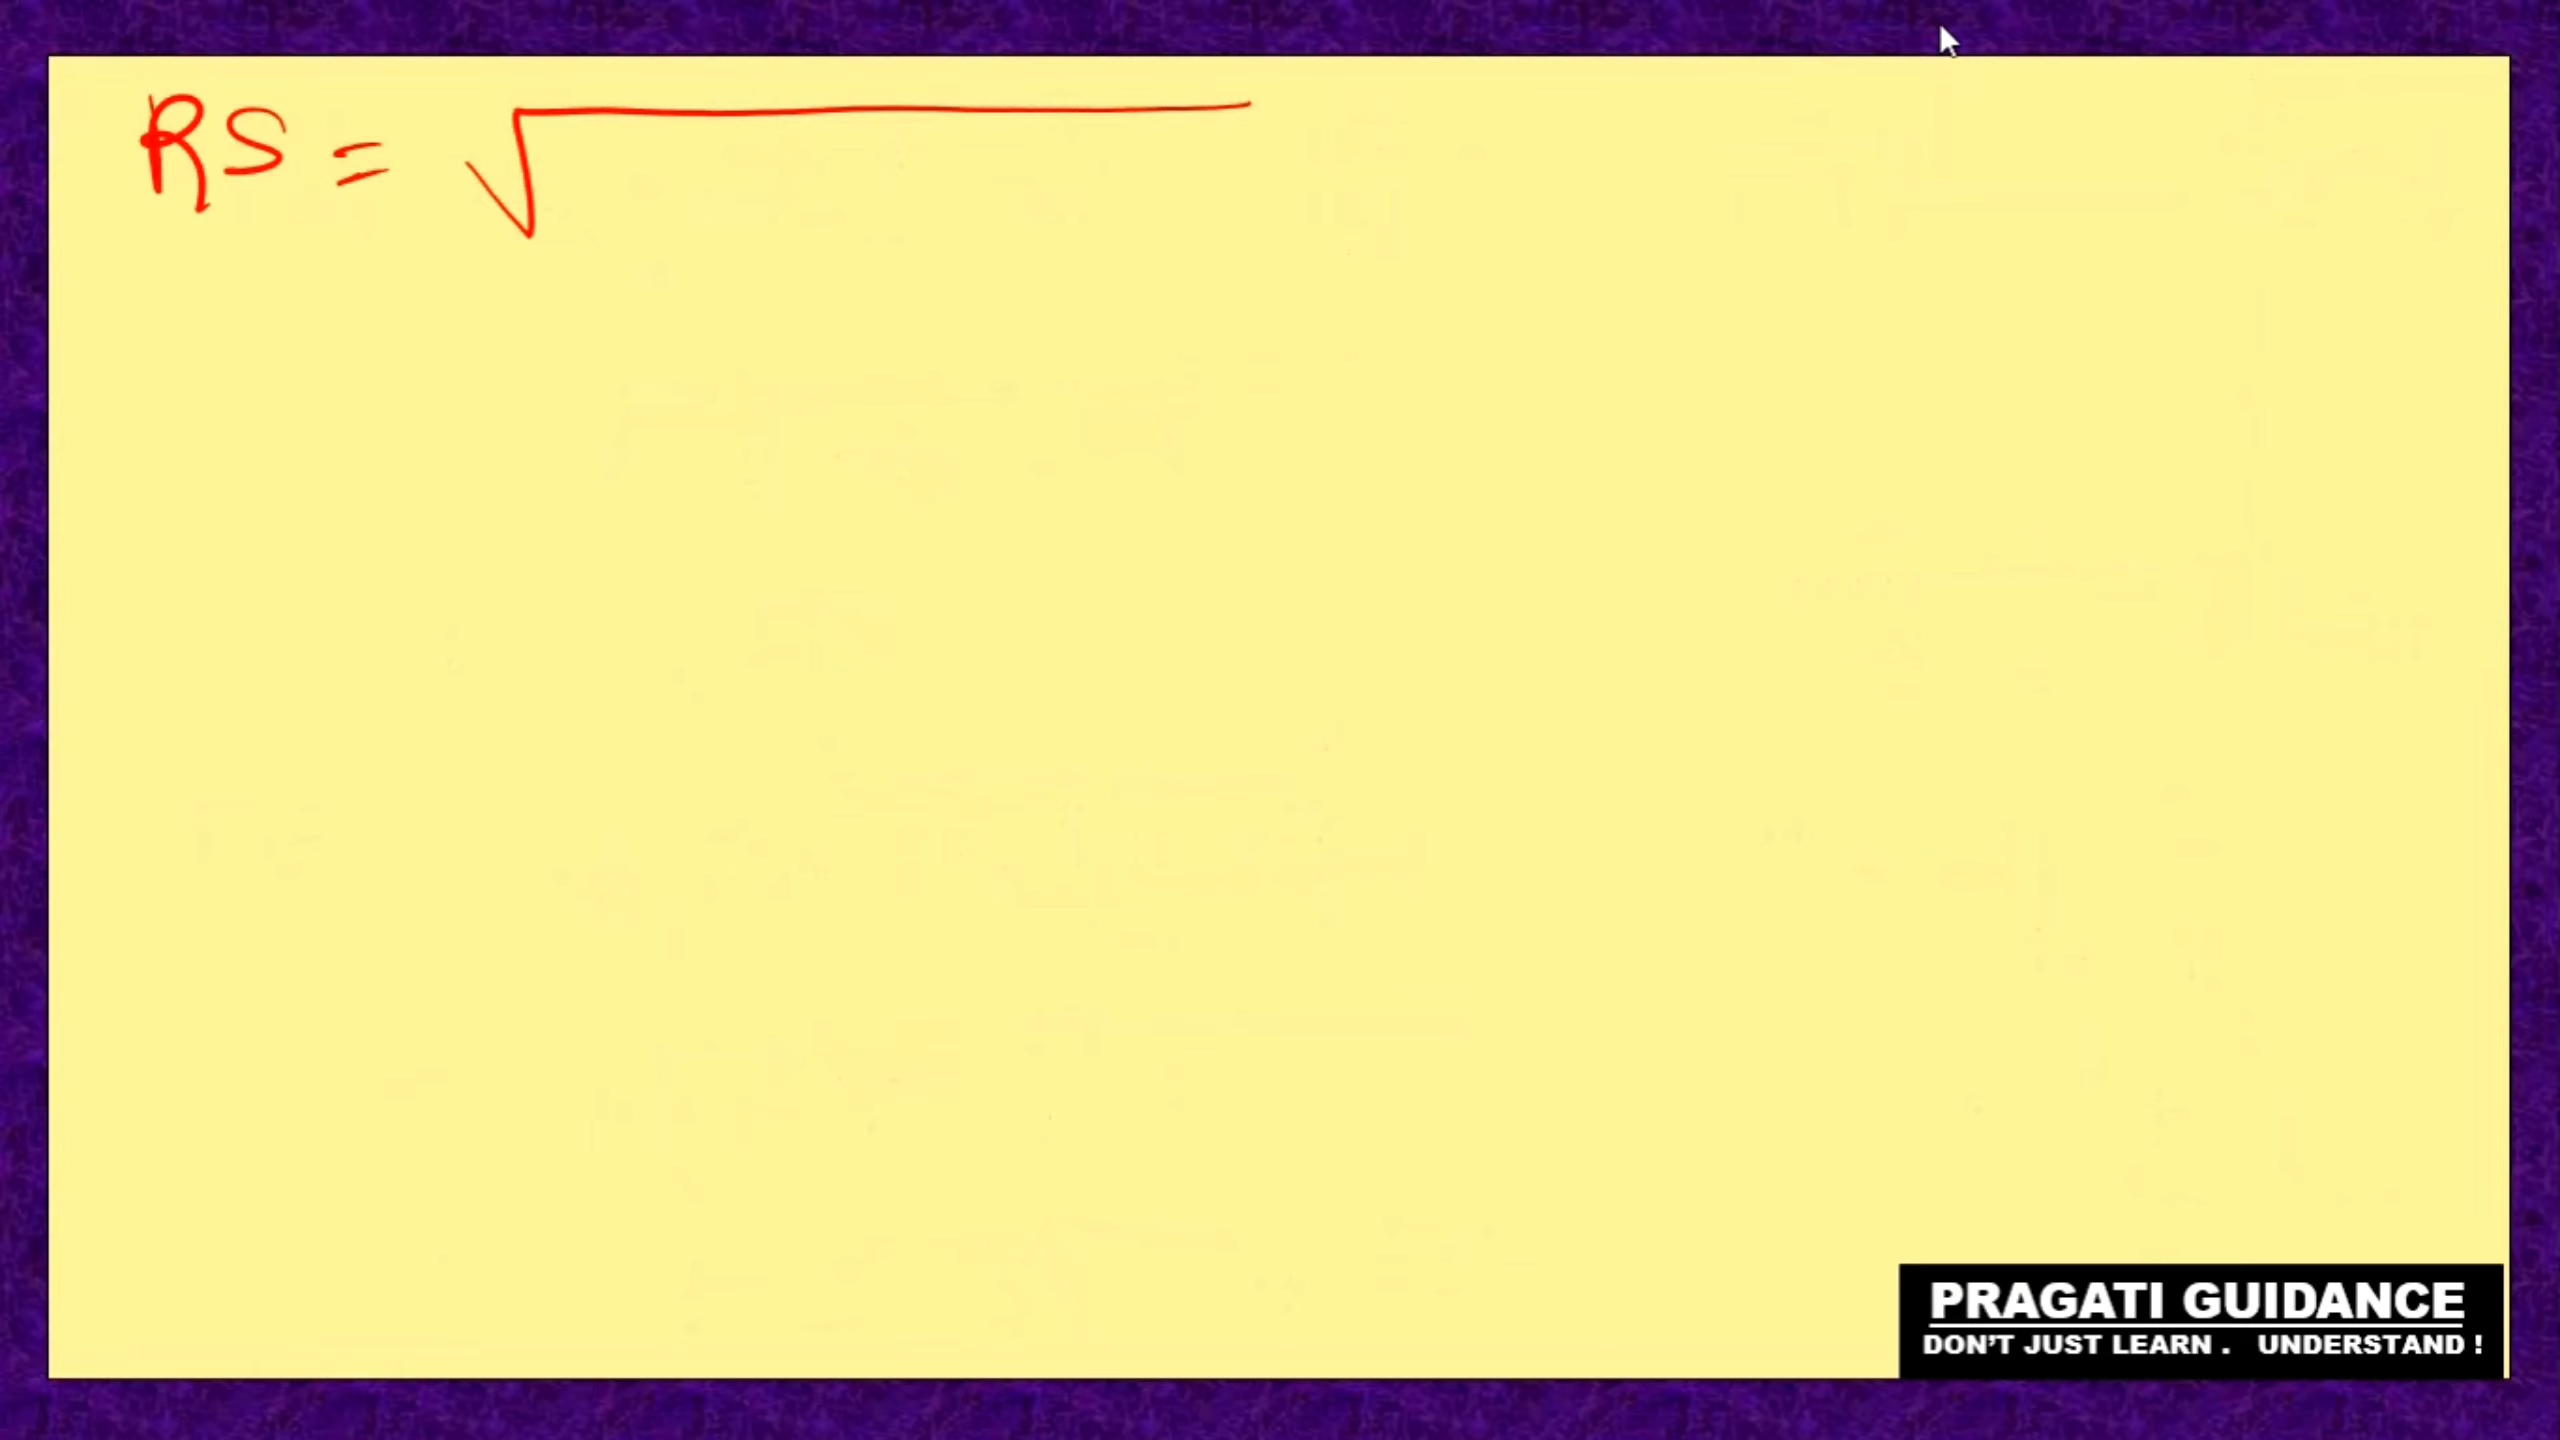 RS = √
PRAGATI GUIDANCE
DON'T JUST LEARN . UNDERSTAND !